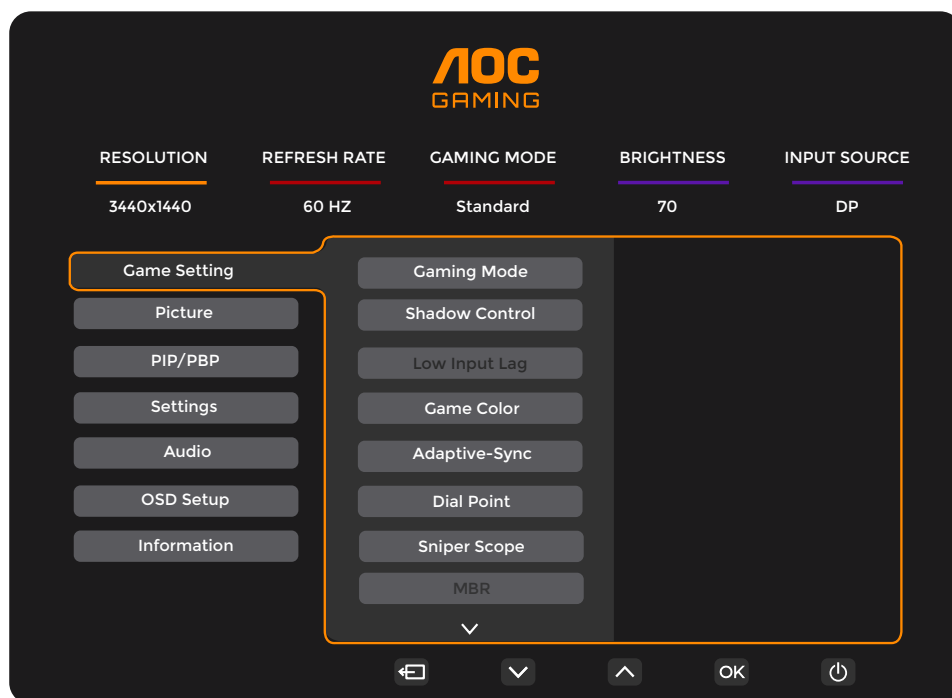 AOC
GAMING
RESOLUTION REFRESH RATE GAMING MODE BRIGHTNESS INPUT SOURCE
3440x1440 60 HZ Standard 70 DP
Game Setting
Picture
PIP/PBP
Settings
Audio
OSD Setup
Information
Gaming Mode
Shadow Control
Low Input Lag
Game Color
Adaptive-Sync
Dial Point
Sniper Scope
MBR
OK